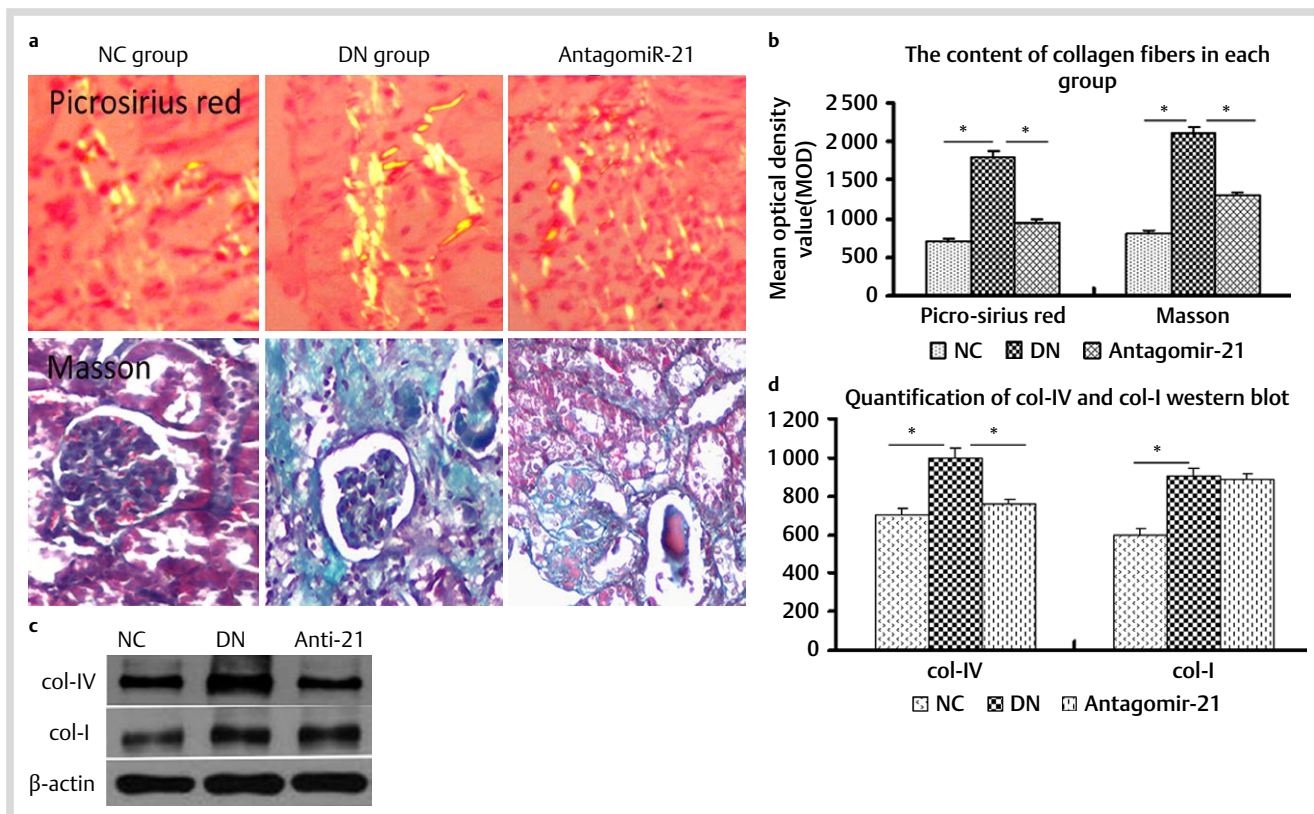 a
NC group
DN group
AntagomiR-21
Picrosirius red
Masson
b
The content of collagen fibers in each
group
Mean optical density
value(MOD)
2 500
2 000
1500
1 000
500
0
*
*
*
*
Picro-sirius red
Masson
NC
DN
Antagomir-21
c
NC
DN
Anti-21
col-IV
col-I
β-actin
d
Quantification of col-IV and col-I western blot
1 200
1 000
800
600
400
200
0
*
*
*
col-IV
col-I
NC
DN
Antagomir-21